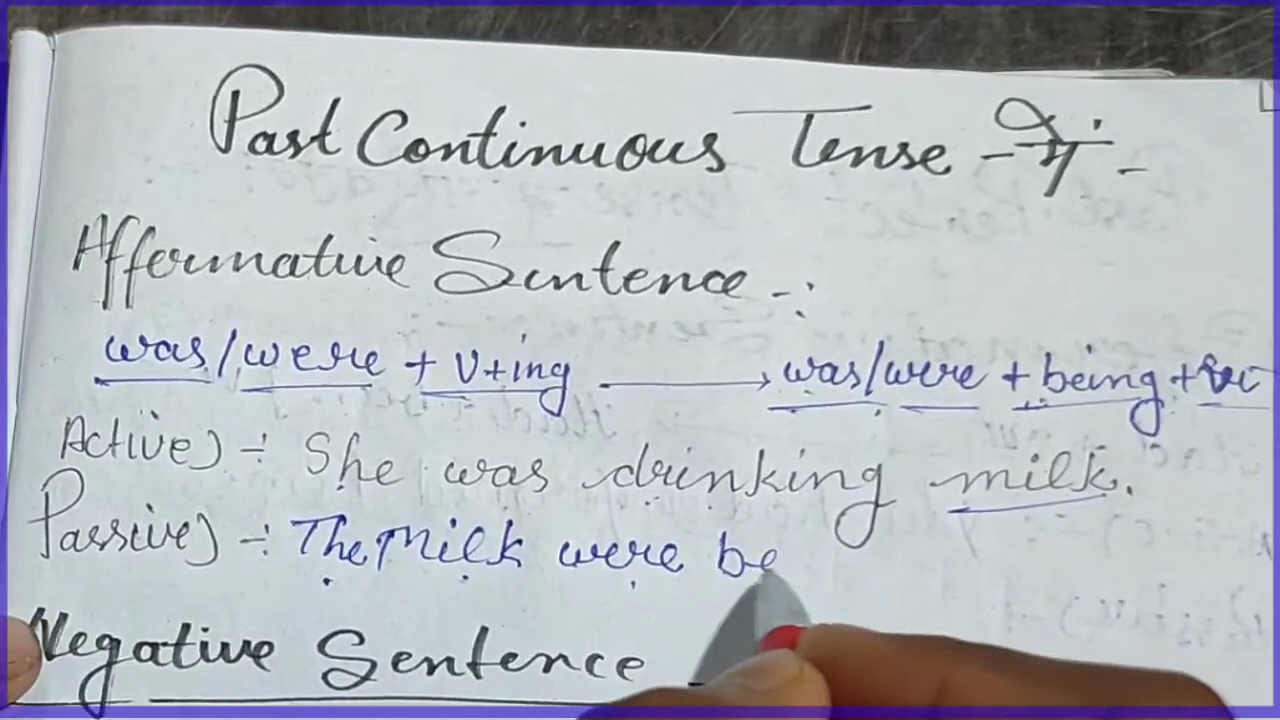 Past Continuous Tense - में -
Affermative Sentence -:
was/were + V+ing → was/were + being +
Active) -: She was drinking milk.
Passive) -: The Milk were be
Negative Sentence